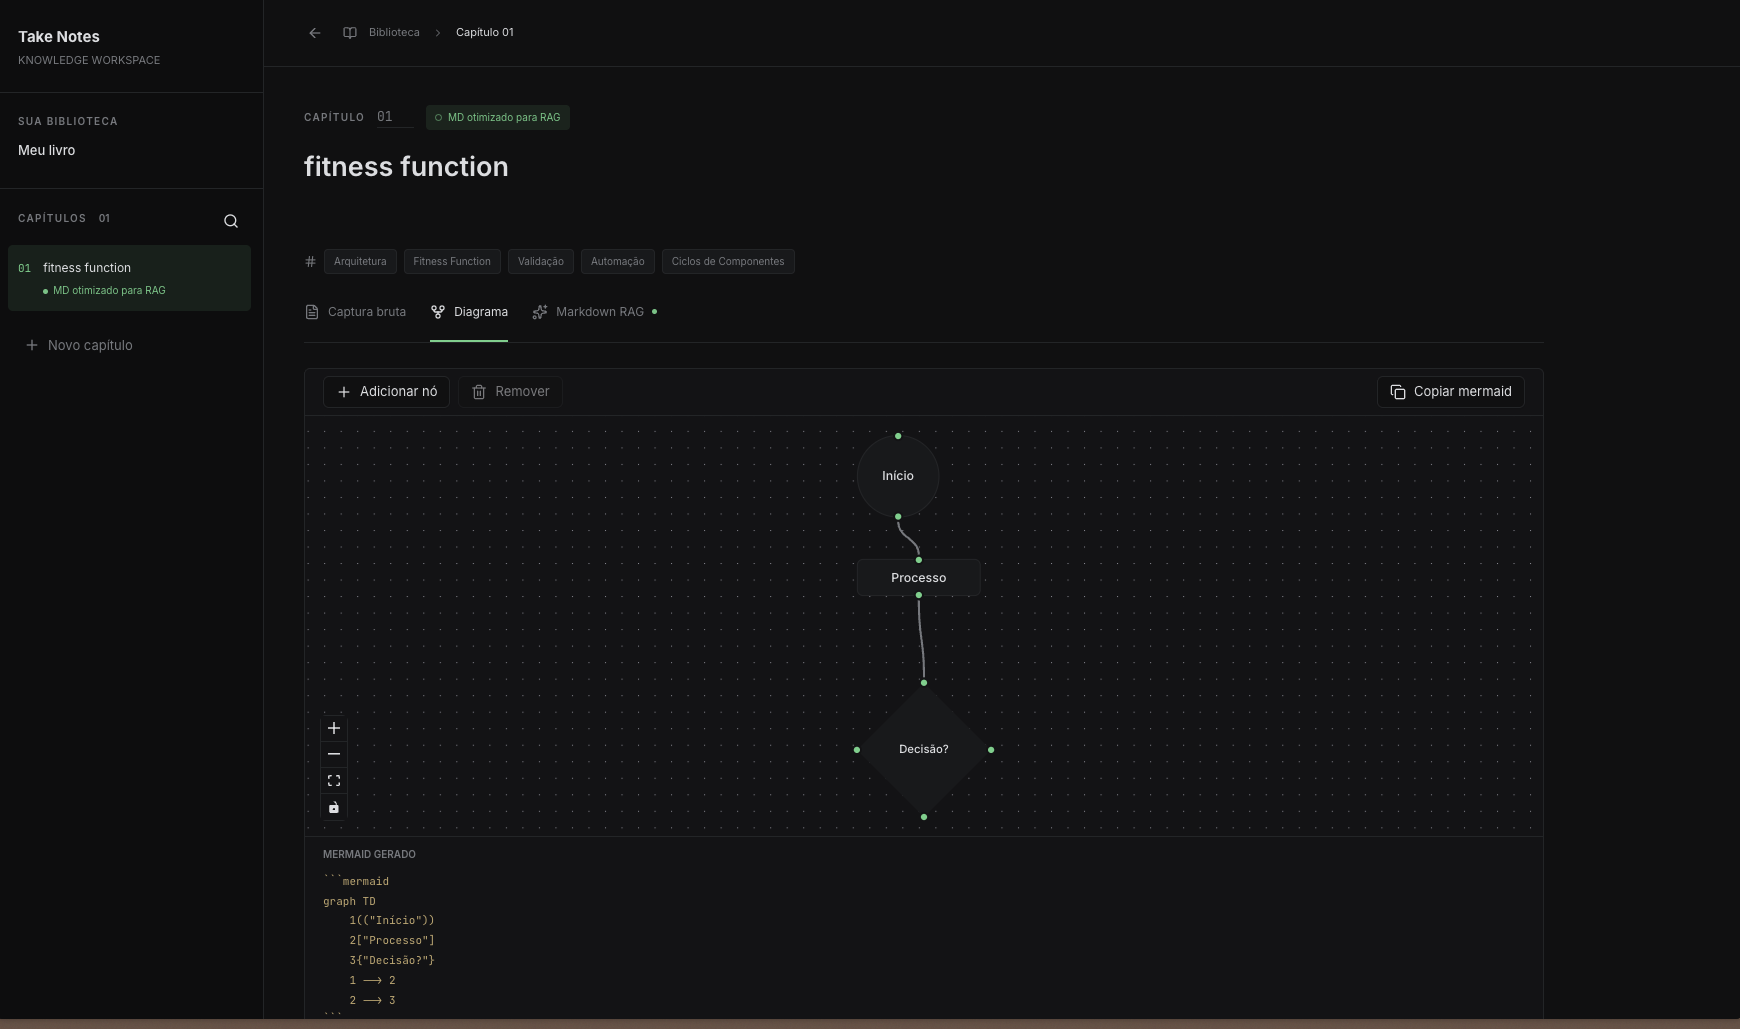 Take Notes
KNOWLEDGE WORKSPACE
SUA BIBLIOTECA
Meu livro
CAPÍTULOS 01
01 fitness function
MD otimizado para RAG
Novo capítulo
Biblioteca > Capítulo 01
CAPÍTULO 01 MD otimizado para RAG
fitness function
# Arquitetura Fitness Function Validação Automação Ciclos de Componentes
Captura bruta Diagrama Markdown RAG
Adicionar nó Remover Copiar mermaid
Início
Processo
Decisão?
MERMAID GERADO
```mermaid
graph TD
    1(("Início"))
    2["Processo"]
    3{"Decisão?"}
    1 --> 2
    2 --> 3
```